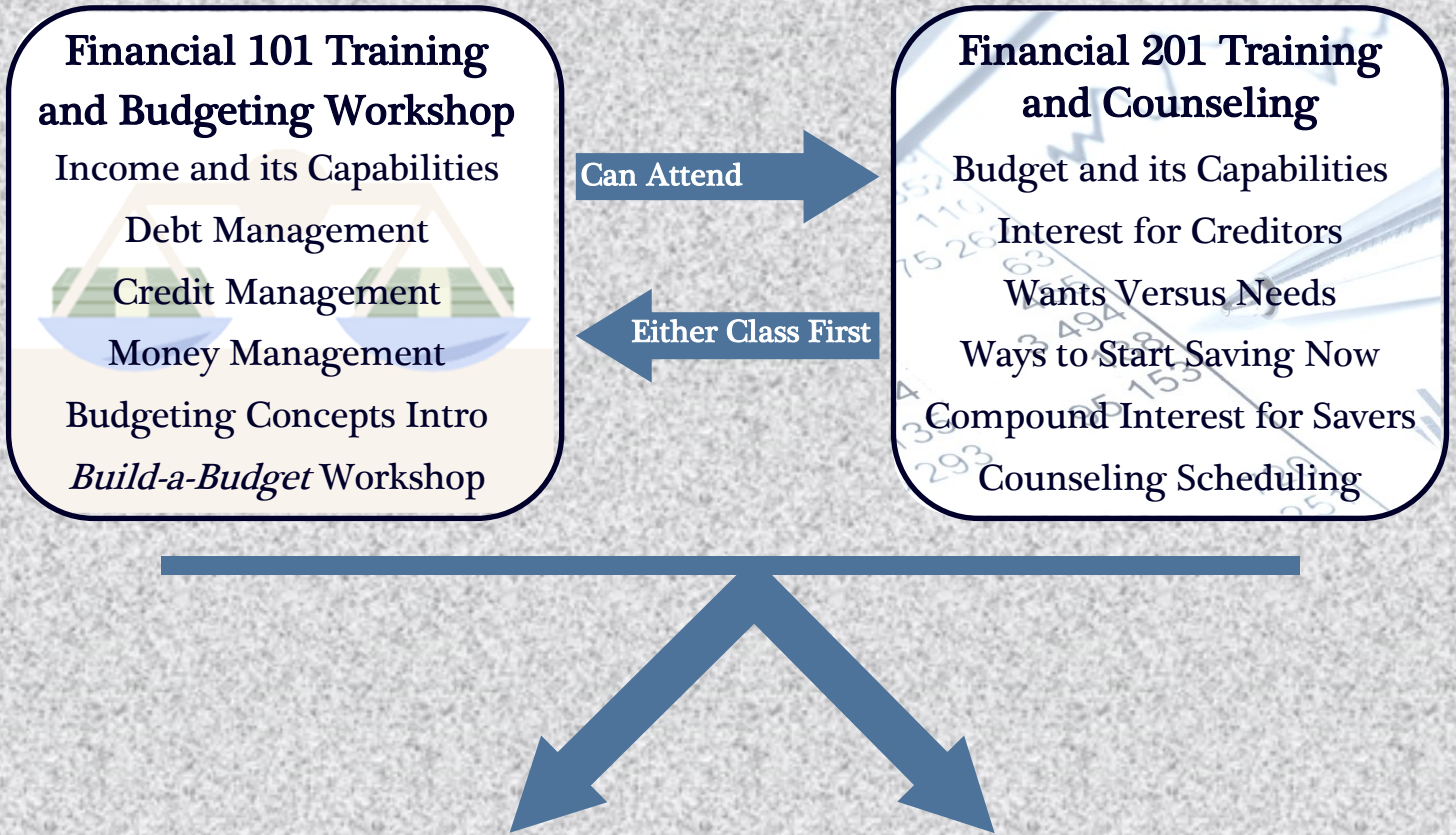 Financial 101 Training
and Budgeting Workshop
Income and its Capabilities
Debt Management
Credit Management
Money Management
Budgeting Concepts Intro
Build-a-Budget Workshop
Can Attend
Either Class First
Financial 201 Training
and Counseling
Budget and its Capabilities
Interest for Creditors
Wants Versus Needs
Ways to Start Saving Now
Compound Interest for Savers
Counseling Scheduling